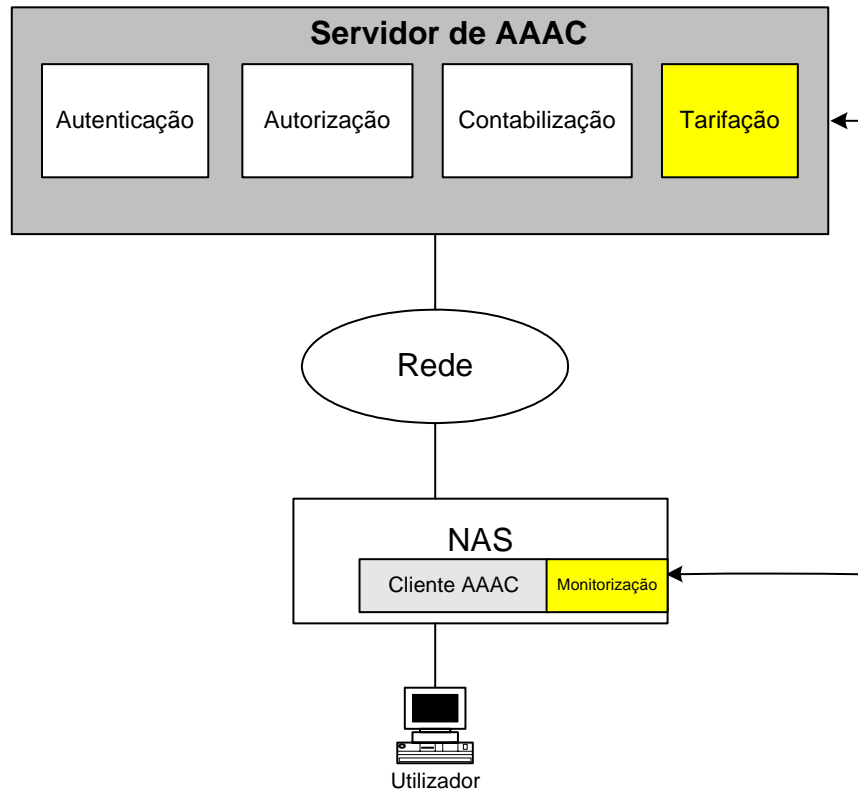 Servidor de AAAC
Autenticação
Autorização
Contabilização
Tarifação
Rede
NAS
Cliente AAAC
Monitorização
Utilizador